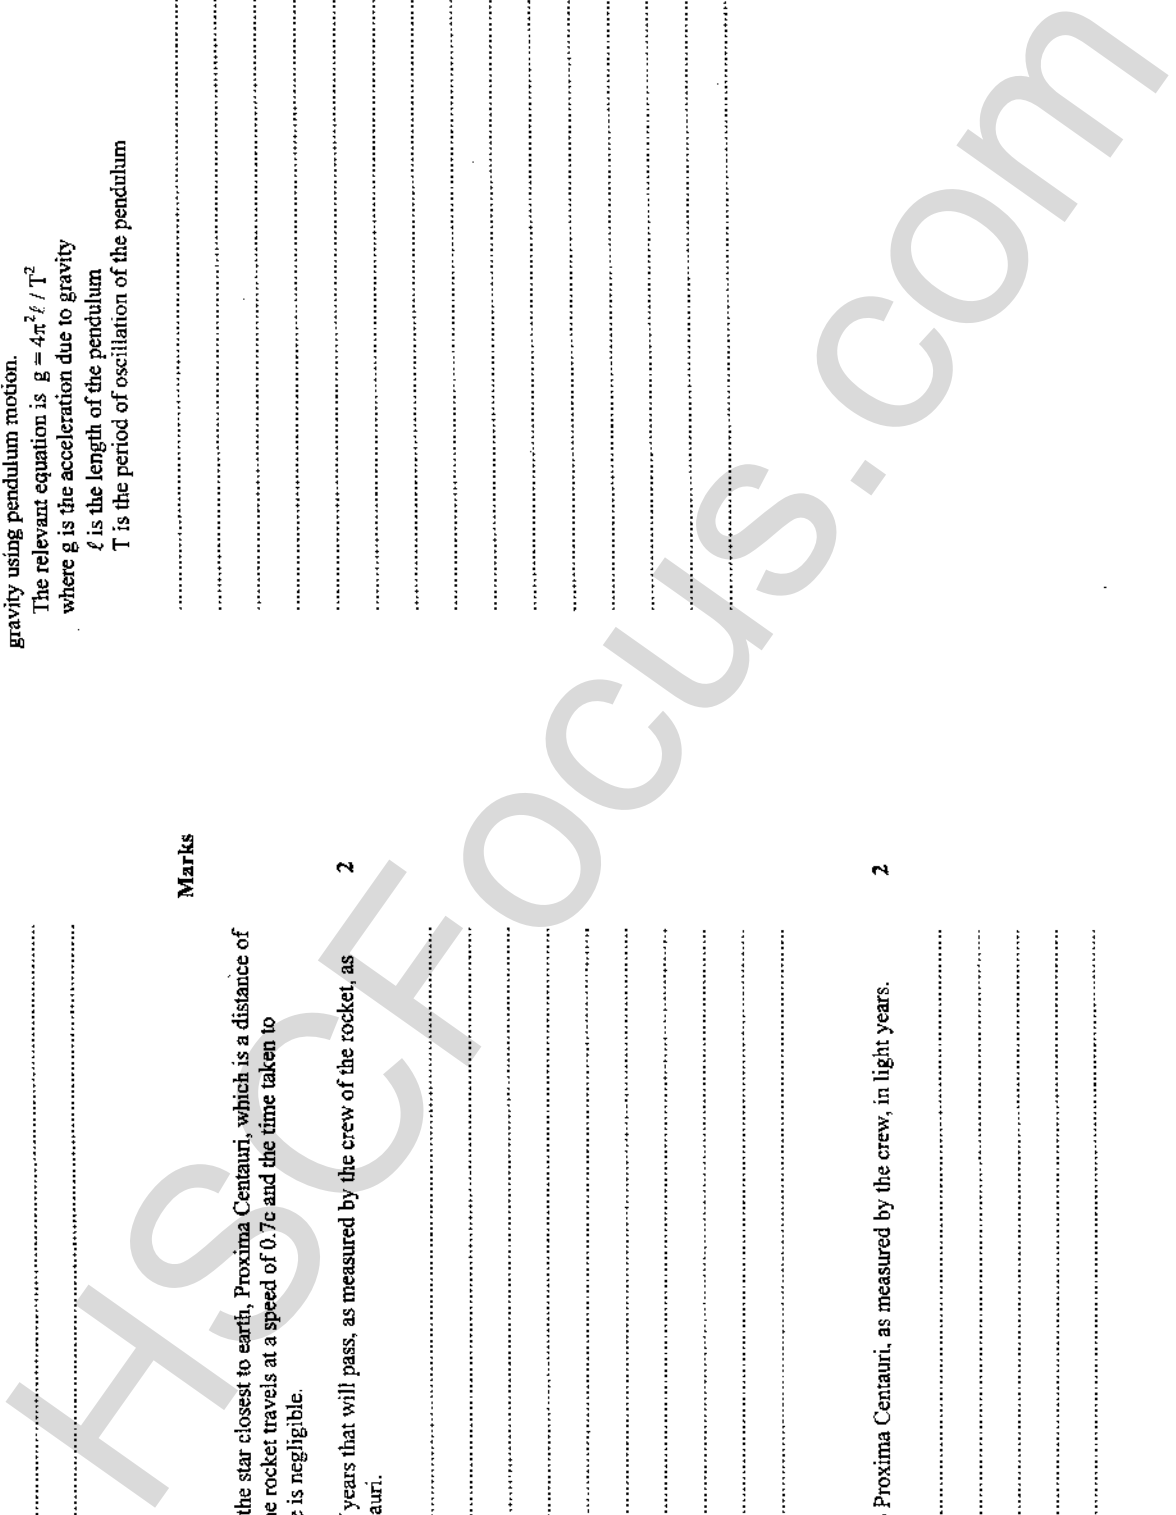 gravity using pendulum motion.
The relevant equation is g = 4π²ℓ / T²
where g is the acceleration due to gravity
ℓ is the length of the pendulum
T is the period of oscillation of the pendulum
Marks
the star closest to earth, Proxima Centauri, which is a distance of
rocket travels at a speed of 0.7c and the time taken to
is negligible.
years that will pass, as measured by the crew of the rocket, as
auri.
2
Proxima Centauri, as measured by the crew, in light years.
2
HSCFocus.com